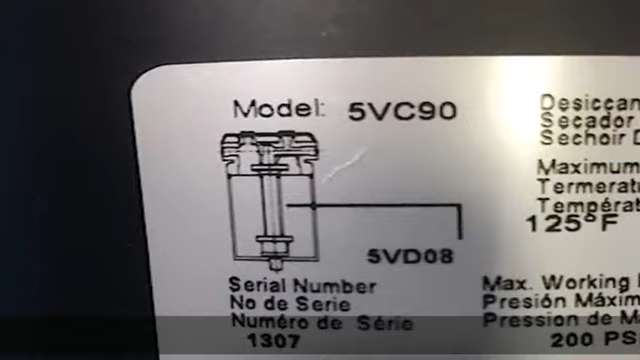 Model: 5VC90
5VD08
Serial Number
No de Serie
Numéro de Série
1307
Desiccan
Secador
Sechoir
Maximum
Termerat
Températ
125°F
Max. Working
Presión Máxim
Pression de M
200 PS